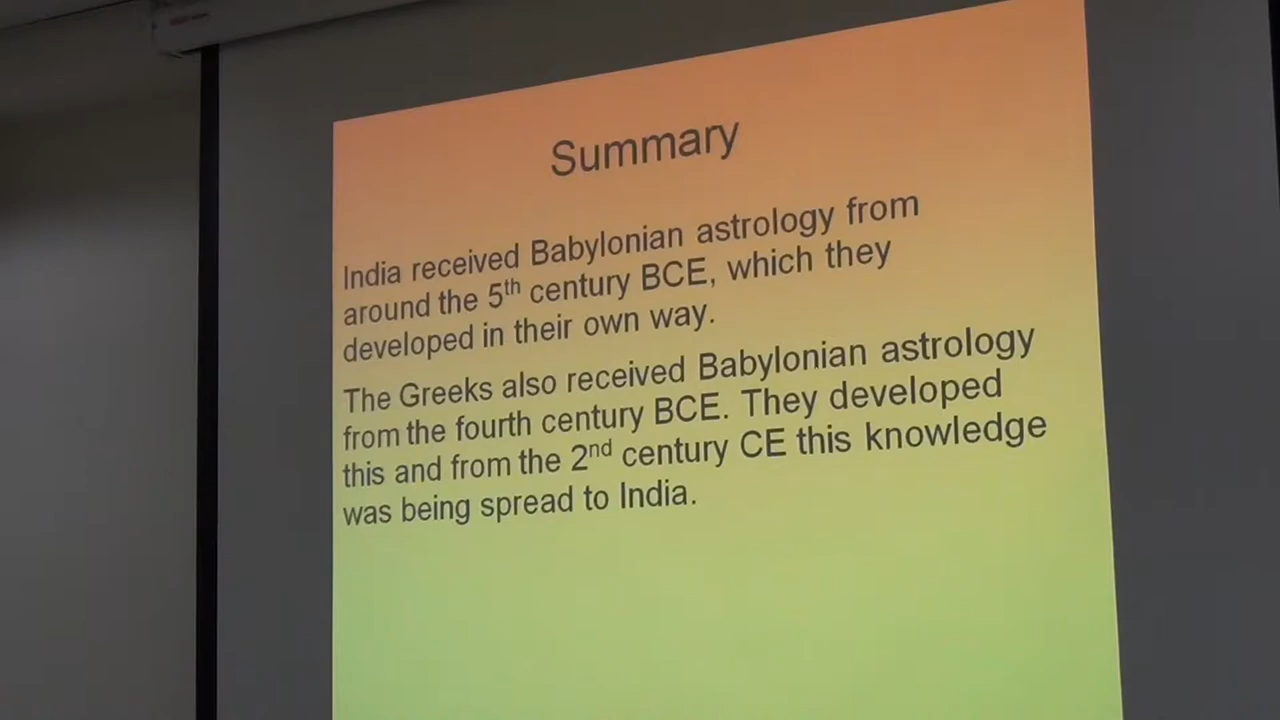 Summary
India received Babylonian astrology from
around the 5th century BCE, which they
developed in their own way.
The Greeks also received Babylonian astrology
from the fourth century BCE. They developed
this and from the 2nd century CE this knowledge
was being spread to India.